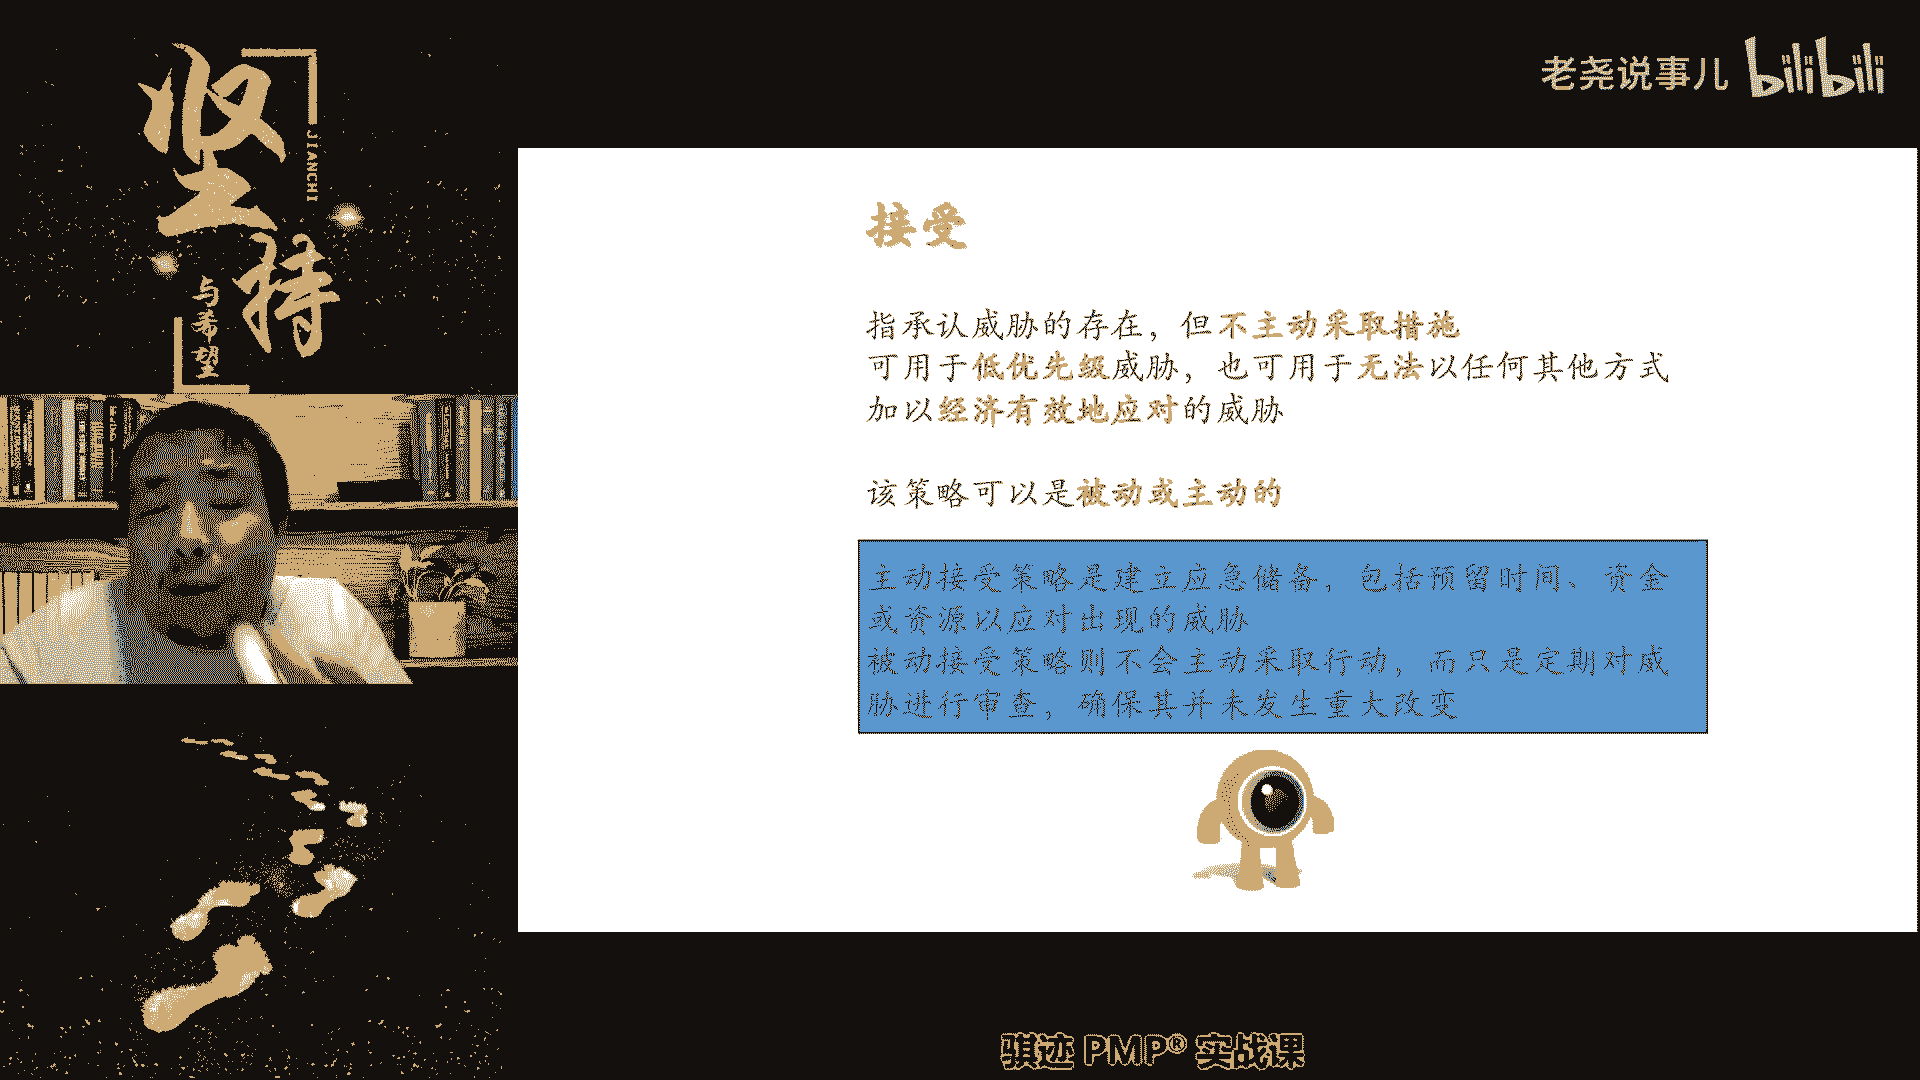 坚持
JIANCHI
与希望
老尧说事儿 bilibili
接受
指承认威胁的存在，但不主动采取措施
可用于低优先级威胁，也可用于无法以任何其他方式
加以经济有效地应对的威胁
该策略可以是被动或主动的
主动接受策略是建立应急储备，包括预留时间、资金
或资源以应对出现的威胁
被动接受策略则不会主动采取行动，而只是定期对威
胁进行审查，确保其并未发生重大改变
骐迹 PMP® 实战课